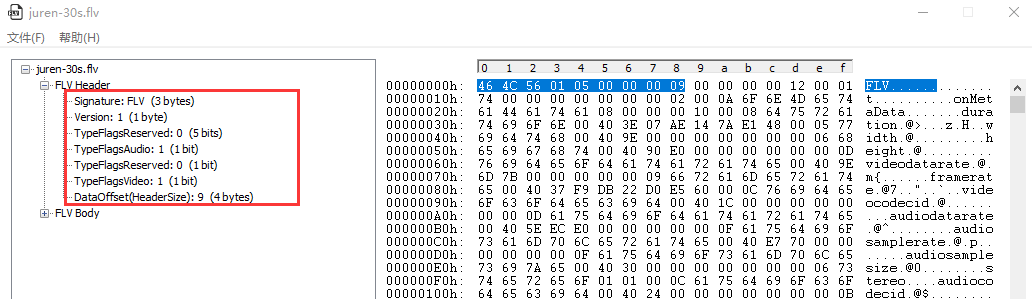 juren-30s.flv
文件(F) 帮助(H)
juren-30s.flv
FLV Header
Signature: FLV (3 bytes)
Version: 1 (1 byte)
TypeFlagsReserved: 0 (5 bits)
TypeFlagsAudio: 1 (1 bit)
TypeFlagsReserved: 0 (1 bit)
TypeFlagsVideo: 1 (1 bit)
DataOffset(HeaderSize): 9 (4 bytes)
FLV Body
0 1 2 3 4 5 6 7 8 9 a b c d e f
00000000h: 46 4C 56 01 05 00 00 00 09 00 00 00 00 12 00 01 FLV.............
00000010h: 74 00 00 00 00 00 00 00 02 00 0A 6F 6E 4D 65 74 t..........onMet
00000020h: 61 44 61 74 61 08 00 00 00 10 00 08 64 75 72 61 aData.......dura
00000030h: 74 69 6F 6E 00 40 3E 07 AE 14 7A E1 48 00 05 77 tion.@>...z.H..w
00000040h: 69 64 74 68 00 40 9E 00 00 00 00 00 00 00 06 68 idth.@.........h
00000050h: 65 69 67 68 74 00 40 90 E0 00 00 00 00 00 00 0D eight.@.........
00000060h: 76 69 64 65 6F 64 61 74 61 72 61 74 65 00 40 9E videodatarate.@.
00000070h: 6D 7B 00 00 00 00 00 09 66 72 61 6D 65 72 61 74 m{......framerat
00000080h: 65 00 40 37 F9 DB 22 D0 E5 60 00 0C 76 69 64 65 e.@7.."..`..vide
00000090h: 6F 63 6F 64 65 63 69 64 00 40 1C 00 00 00 00 00 ocodecid.@......
000000A0h: 00 00 0D 61 75 64 69 6F 64 61 74 61 72 61 74 65 ...audiodatarate
000000B0h: 00 40 5E EC E0 00 00 00 00 00 0F 61 75 64 69 6F .@^........audio
000000C0h: 73 61 6D 70 6C 65 72 61 74 65 00 40 E7 70 00 00 samplerate.@.p..
000000D0h: 00 00 00 00 0F 61 75 64 69 6F 73 61 6D 70 6C 65 .....audiosample
000000E0h: 73 69 7A 65 00 40 30 00 00 00 00 00 00 00 06 73 size.@0........s
000000F0h: 74 65 72 65 6F 01 01 00 0C 61 75 64 69 6F 63 6F tereo....audioco
00000100h: 64 65 63 69 64 00 40 24 00 00 00 00 00 00 00 0B decid.@$........